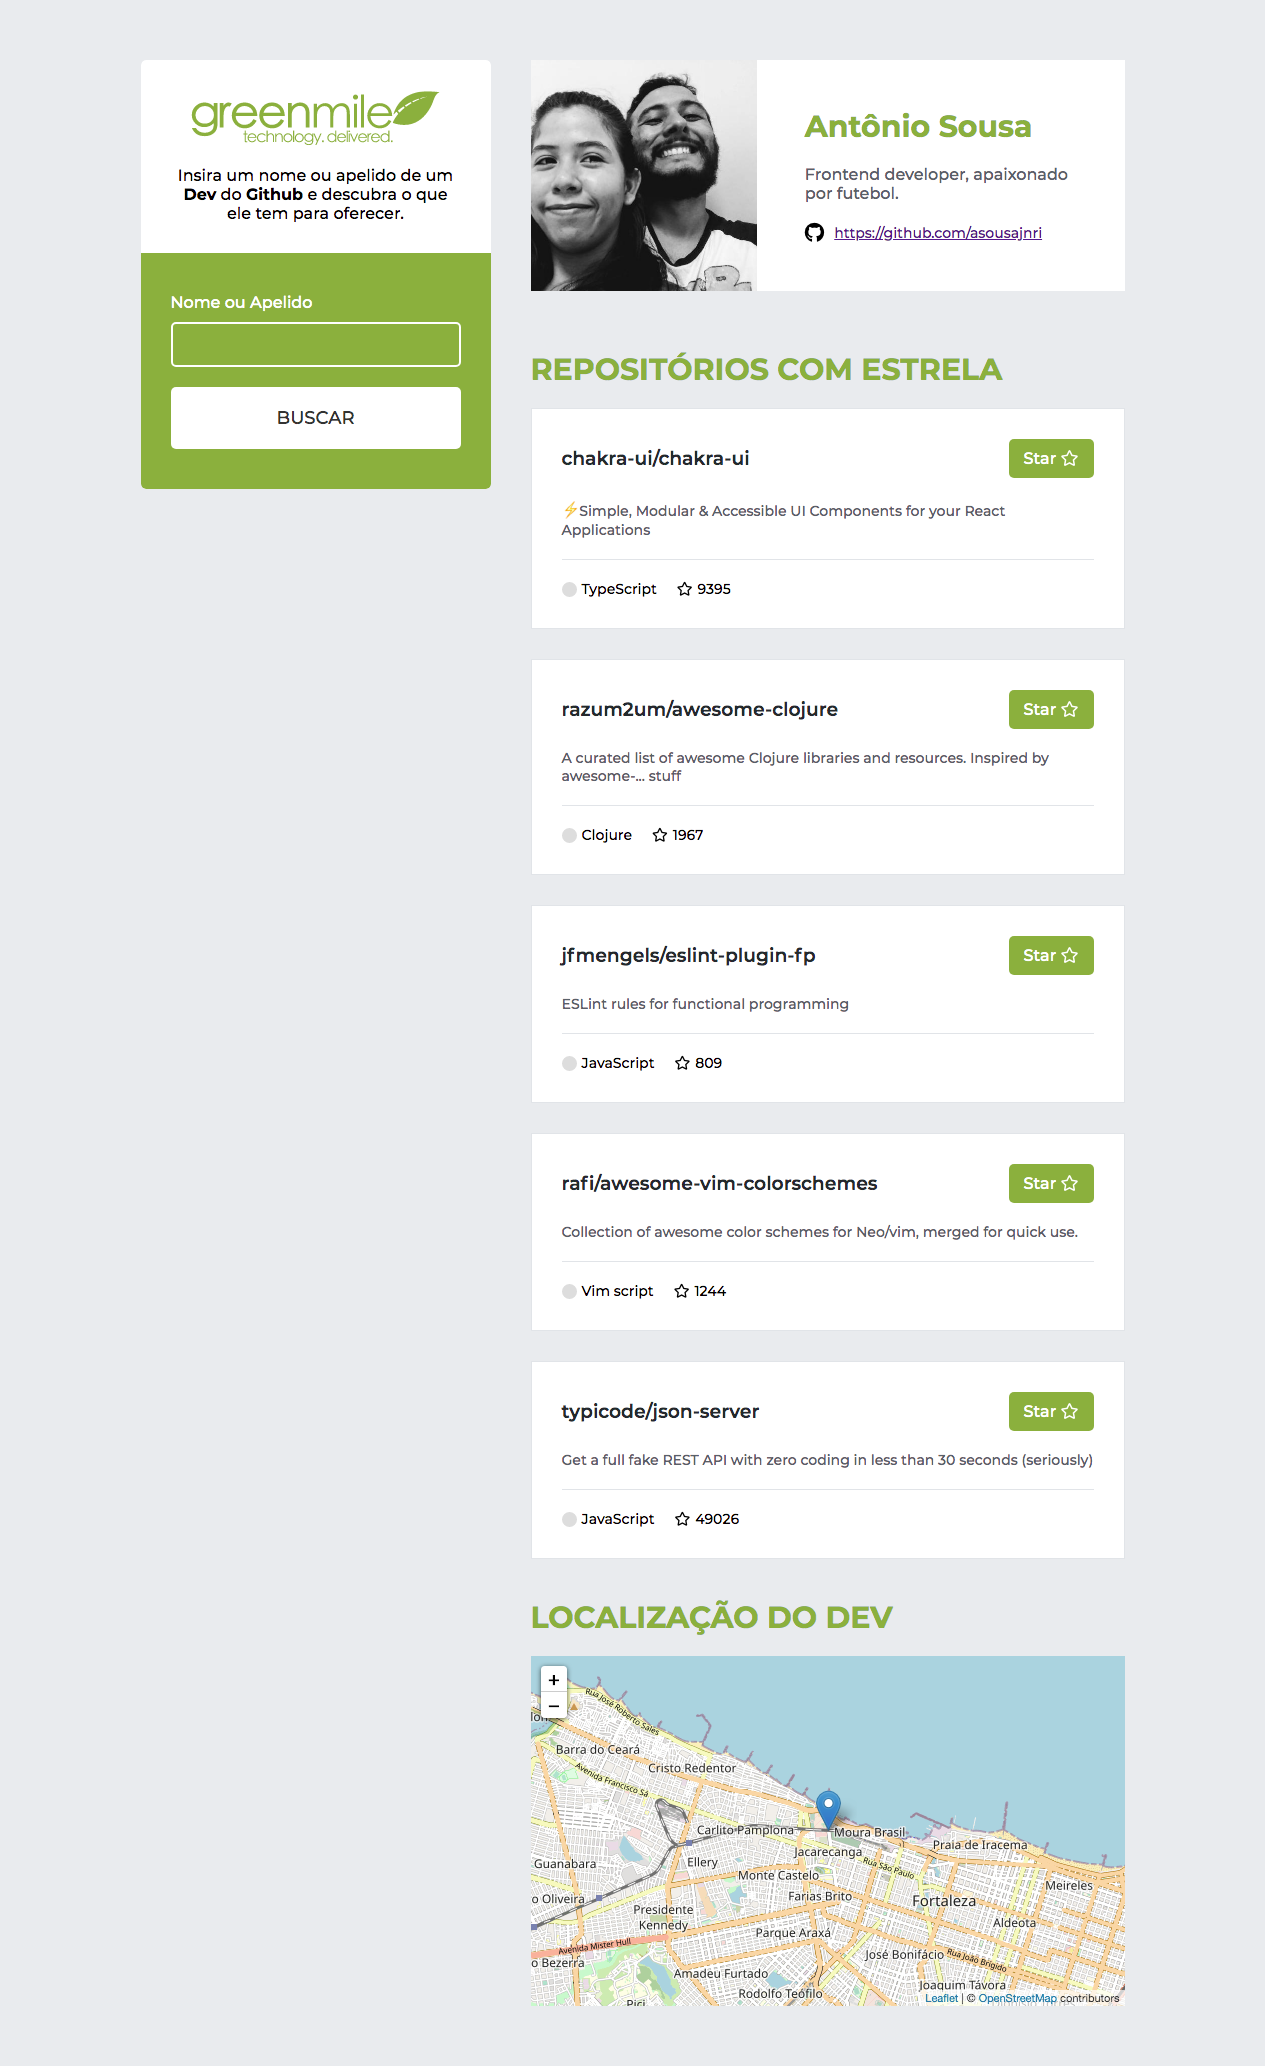 greenmile
technology. delivered.
Insira um nome ou apelido de um
Dev do Github e descubra o que
ele tem para oferecer.
Nome ou Apelido
BUSCAR
Antônio Sousa
Frontend developer, apaixonado
por futebol.
https://github.com/asousajnri
REPOSITÓRIOS COM ESTRELA
chakra-ui/chakra-ui
Star
⚡Simple, Modular & Accessible UI Components for your React
Applications
TypeScript 9395
razum2um/awesome-clojure
Star
A curated list of awesome Clojure libraries and resources. Inspired by
awesome-... stuff
Clojure 1967
jfmengels/eslint-plugin-fp
Star
ESLint rules for functional programming
JavaScript 809
rafi/awesome-vim-colorschemes
Star
Collection of awesome color schemes for Neo/vim, merged for quick use.
Vim script 1244
typicode/json-server
Star
Get a full fake REST API with zero coding in less than 30 seconds (seriously)
JavaScript 49026
LOCALIZAÇÃO DO DEV
+
−
Rua José Roberto Sales
Barra do Ceará
Cristo Redentor
Avenida Francisco Sá
Carlito Pamplona
Moura Brasil
Praia de Iracema
Jacarecanga
Guanabara
Ellery
Rua São Paulo
Monte Castelo
Meireles
o Oliveira
Farias Brito
Fortaleza
Presidente
Kennedy
Aldeota
Parque Araxá
Avenida Mister Hull
José Bonifácio
Rua João Brígido
o Bezerra
Amadeu Furtado
Joaquim Távora
Rodolfo Teófilo
Pici
Leaflet | © OpenStreetMap contributors